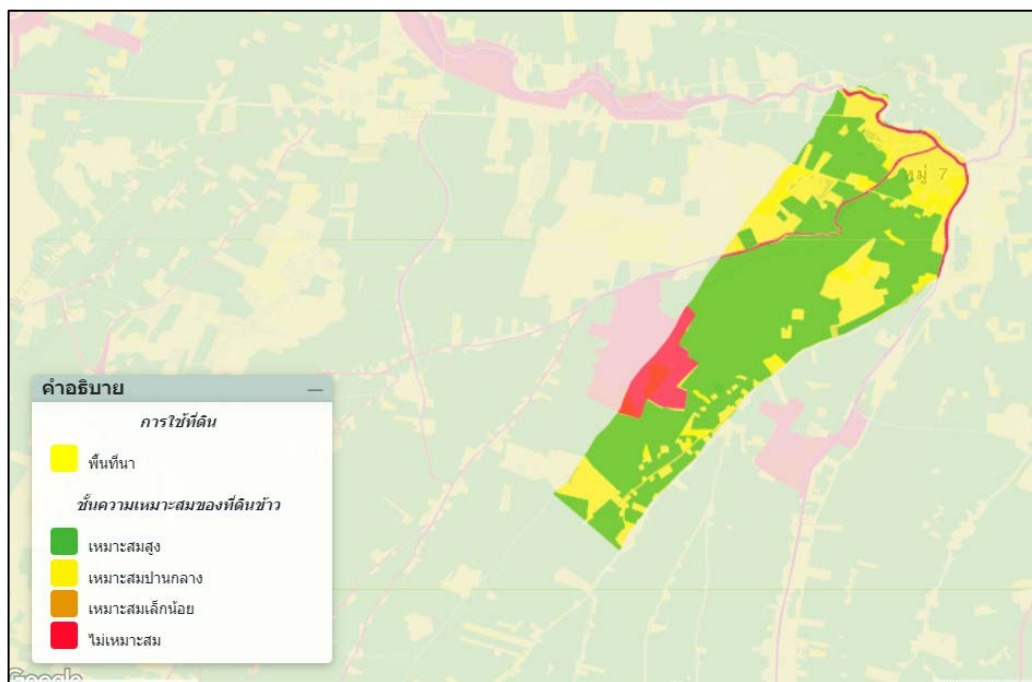 หมู่ 7
คำอธิบาย
การใช้ที่ดิน
พื้นที่นา
ชั้นความเหมาะสมของที่ดินข้าว
เหมาะสมสูง
เหมาะสมปานกลาง
เหมาะสมเล็กน้อย
ไม่เหมาะสม
Google